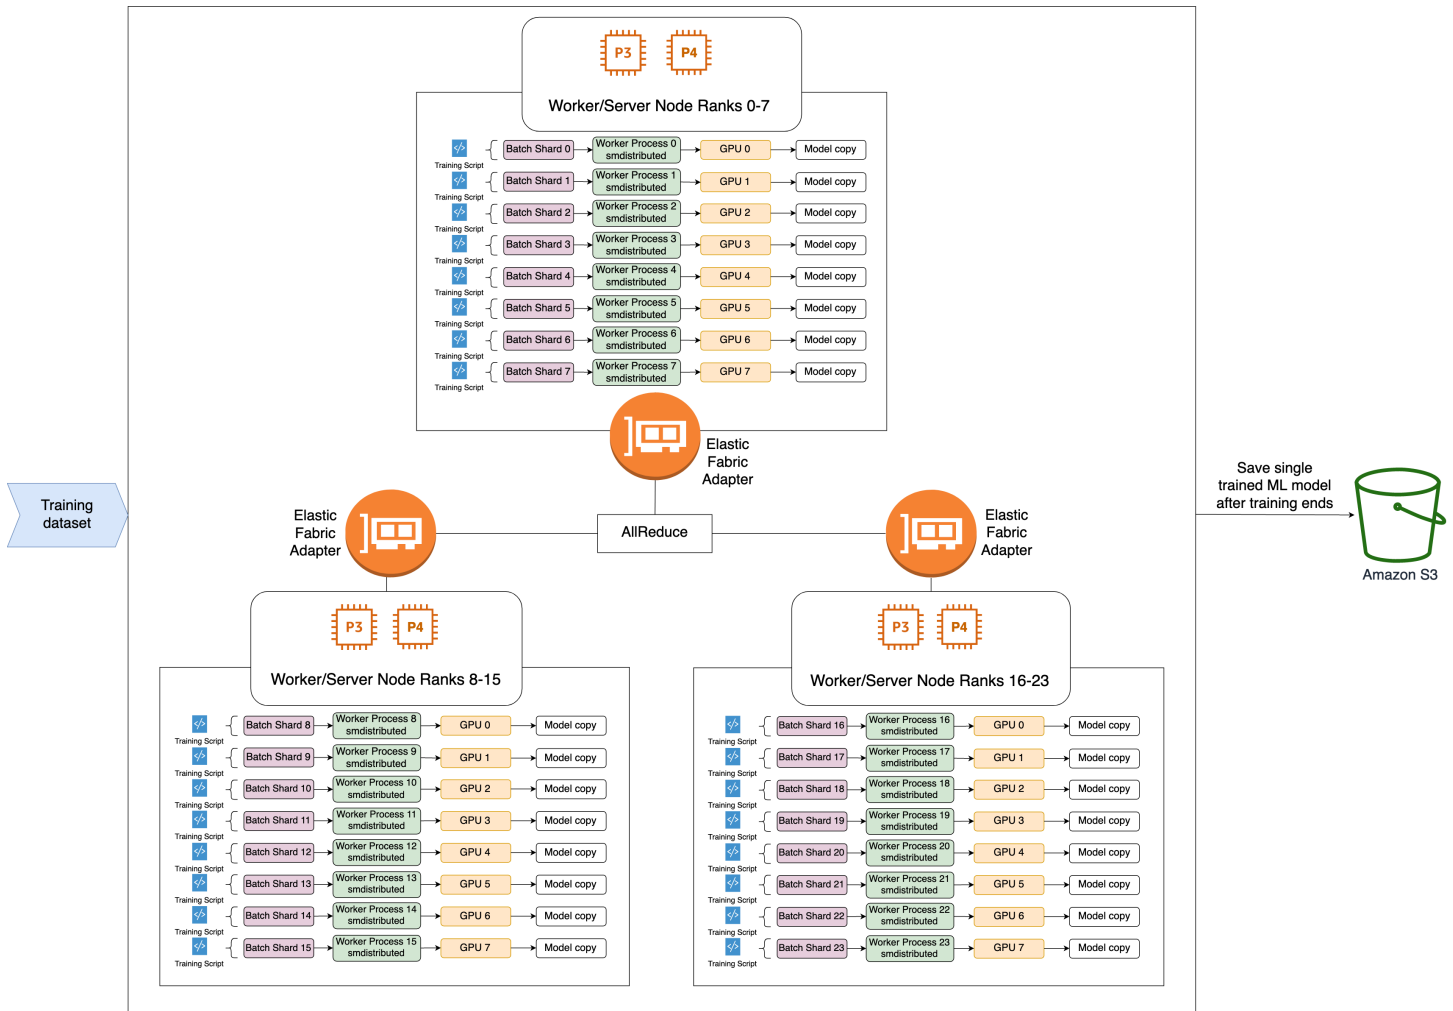 P3
P4
Worker/Server Node Ranks 0-7
Training Script
Batch Shard 0
Worker Process 0
smdistributed
GPU 0
Model copy
Training Script
Batch Shard 1
Worker Process 1
smdistributed
GPU 1
Model copy
Training Script
Batch Shard 2
Worker Process 2
smdistributed
GPU 2
Model copy
Training Script
Batch Shard 3
Worker Process 3
smdistributed
GPU 3
Model copy
Training Script
Batch Shard 4
Worker Process 4
smdistributed
GPU 4
Model copy
Training Script
Batch Shard 5
Worker Process 5
smdistributed
GPU 5
Model copy
Training Script
Batch Shard 6
Worker Process 6
smdistributed
GPU 6
Model copy
Training Script
Batch Shard 7
Worker Process 7
smdistributed
GPU 7
Model copy
Elastic
Fabric
Adapter
Training
dataset
Elastic
Fabric
Adapter
AllReduce
Elastic
Fabric
Adapter
Save single
trained ML model
after training ends
Amazon S3
P3
P4
Worker/Server Node Ranks 8-15
Training Script
Batch Shard 8
Worker Process 8
smdistributed
GPU 0
Model copy
Training Script
Batch Shard 9
Worker Process 9
smdistributed
GPU 1
Model copy
Training Script
Batch Shard 10
Worker Process 10
smdistributed
GPU 2
Model copy
Training Script
Batch Shard 11
Worker Process 11
smdistributed
GPU 3
Model copy
Training Script
Batch Shard 12
Worker Process 12
smdistributed
GPU 4
Model copy
Training Script
Batch Shard 13
Worker Process 13
smdistributed
GPU 5
Model copy
Training Script
Batch Shard 14
Worker Process 14
smdistributed
GPU 6
Model copy
Training Script
Batch Shard 15
Worker Process 15
smdistributed
GPU 7
Model copy
P3
P4
Worker/Server Node Ranks 16-23
Training Script
Batch Shard 16
Worker Process 16
smdistributed
GPU 0
Model copy
Training Script
Batch Shard 17
Worker Process 17
smdistributed
GPU 1
Model copy
Training Script
Batch Shard 18
Worker Process 18
smdistributed
GPU 2
Model copy
Training Script
Batch Shard 19
Worker Process 19
smdistributed
GPU 3
Model copy
Training Script
Batch Shard 20
Worker Process 20
smdistributed
GPU 4
Model copy
Training Script
Batch Shard 21
Worker Process 21
smdistributed
GPU 5
Model copy
Training Script
Batch Shard 22
Worker Process 22
smdistributed
GPU 6
Model copy
Training Script
Batch Shard 23
Worker Process 23
smdistributed
GPU 7
Model copy